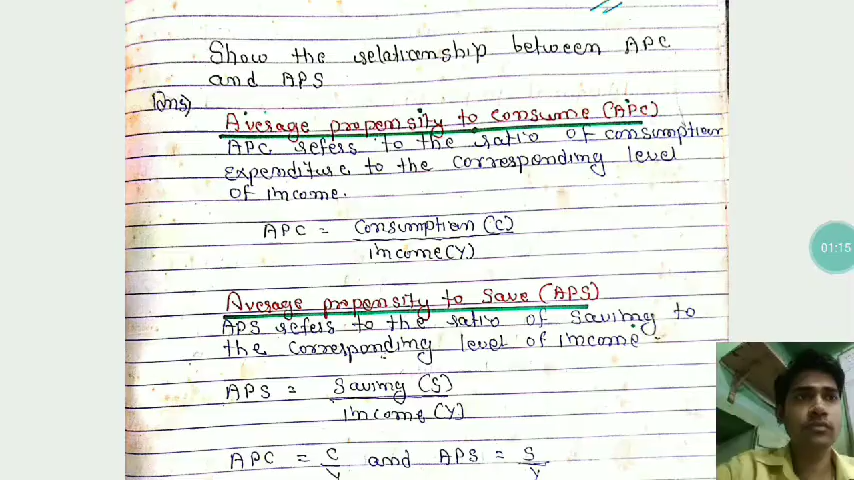 Show the relationship between APC
and APS
Average propensity to consume (APC)
APC refers to the ratio of consumption
expenditure to the corresponding level
of income.
APC = Consumption (C)
income (Y)
Average propensity to Save (APS)
APS refers to the ratio of saving to
the corresponding level of income.
APS = Saving (S)
income (Y)
APC = C and APS = S
Y Y
01:15